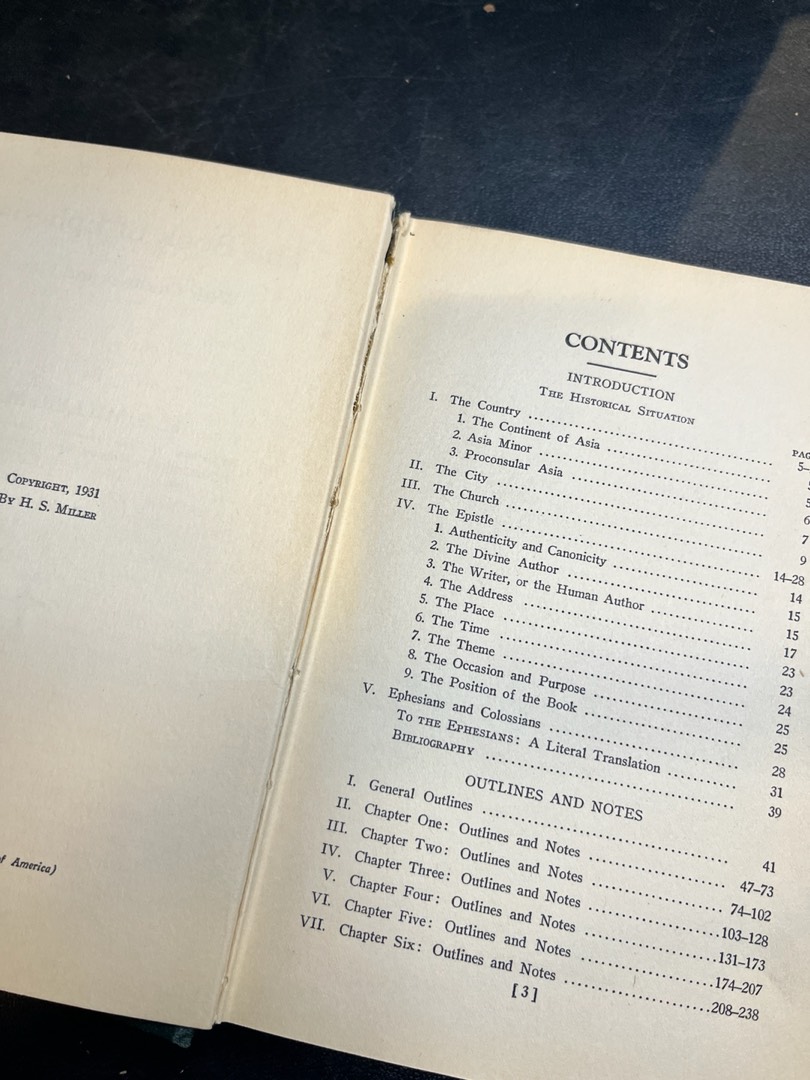 COPYRIGHT, 1931
BY H. S. MILLER
of America)
CONTENTS
INTRODUCTION
THE HISTORICAL SITUATION
PAG
I. The Country .......... 5–
1. The Continent of Asia .......... 5
2. Asia Minor .......... 5
3. Proconsular Asia .......... 6
II. The City .......... 7
III. The Church .......... 9
IV. The Epistle .......... 14–28
1. Authenticity and Canonicity .......... 14
2. The Divine Author .......... 15
3. The Writer, or the Human Author .......... 15
4. The Address .......... 17
5. The Place .......... 23
6. The Time .......... 23
7. The Theme .......... 24
8. The Occasion and Purpose .......... 25
9. The Position of the Book .......... 25
V. Ephesians and Colossians .......... 28
TO THE EPHESIANS: A Literal Translation .......... 31
BIBLIOGRAPHY .......... 39
OUTLINES AND NOTES
I. General Outlines .......... 41
II. Chapter One: Outlines and Notes .......... 47–73
III. Chapter Two: Outlines and Notes .......... 74–102
IV. Chapter Three: Outlines and Notes .......... 103–128
V. Chapter Four: Outlines and Notes .......... 131–173
VI. Chapter Five: Outlines and Notes .......... 174–207
VII. Chapter Six: Outlines and Notes .......... 208–238
[3]